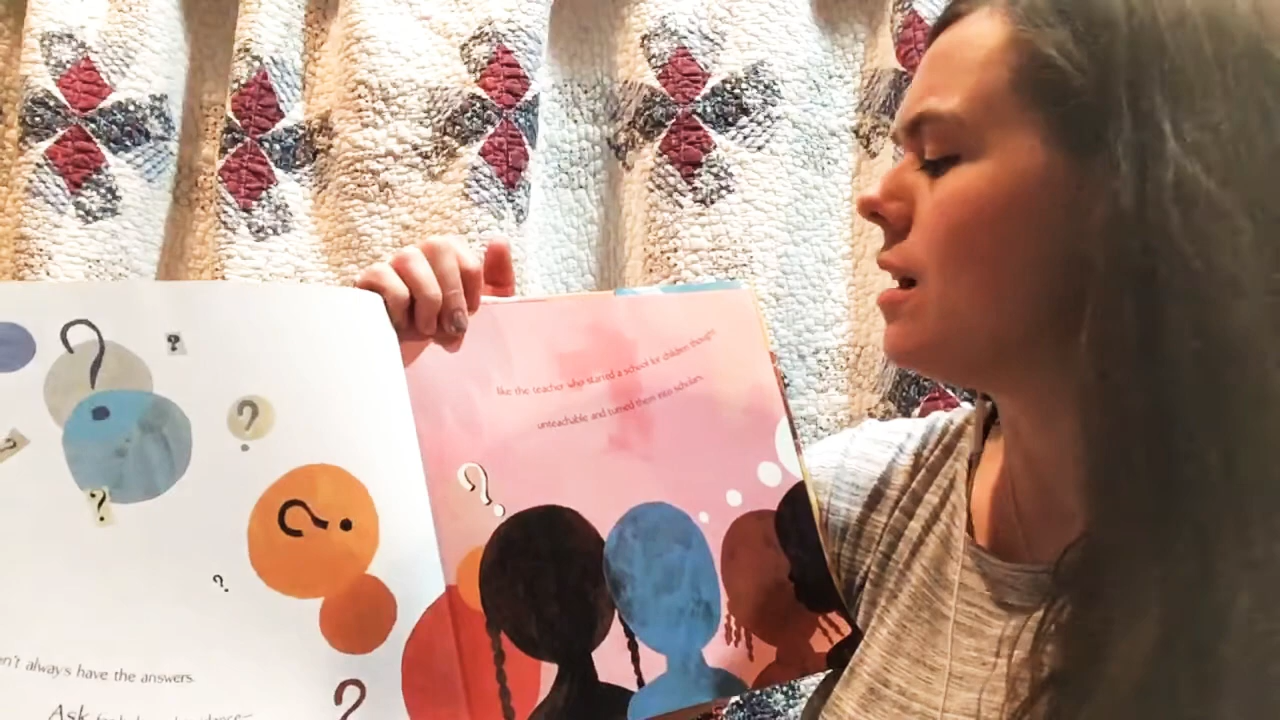 ?
?
?
?
?
?
?
?
n't always have the answers.
Ask
like the teacher who started a school for children thought
unteachable and turned them into scholars.
?